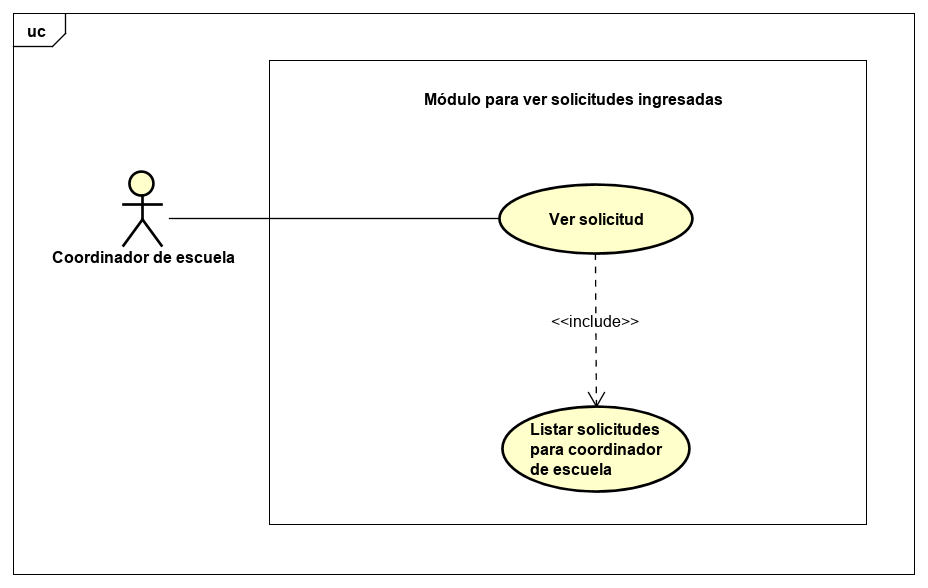 uc
Módulo para ver solicitudes ingresadas
Ver solicitud
Coordinador de escuela
<<include>>
Listar solicitudes
para coordinador
de escuela